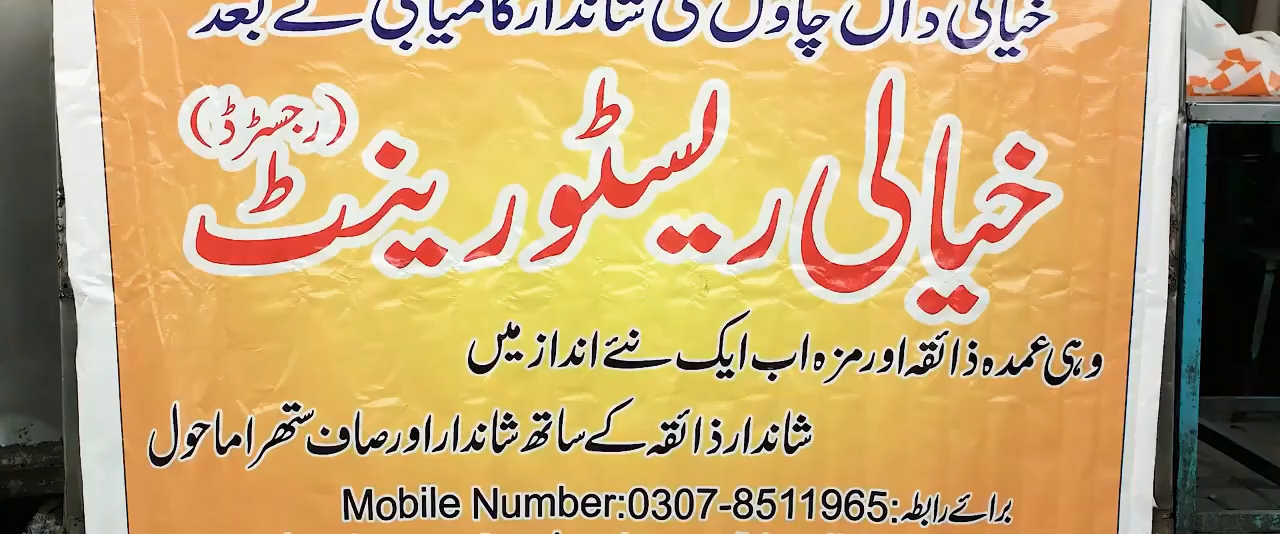 خیالی دال چاول کی شاندار کامیابی کے بعد
خیالی ریسٹورینٹ (رجسٹرڈ)
وہی عمدہ ذائقہ اور مزہ اب ایک نئے انداز میں
شاندار ذائقہ کے ساتھ شاندار اور صاف ستھرا ماحول
برائے رابطہ: Mobile Number:0307-8511965